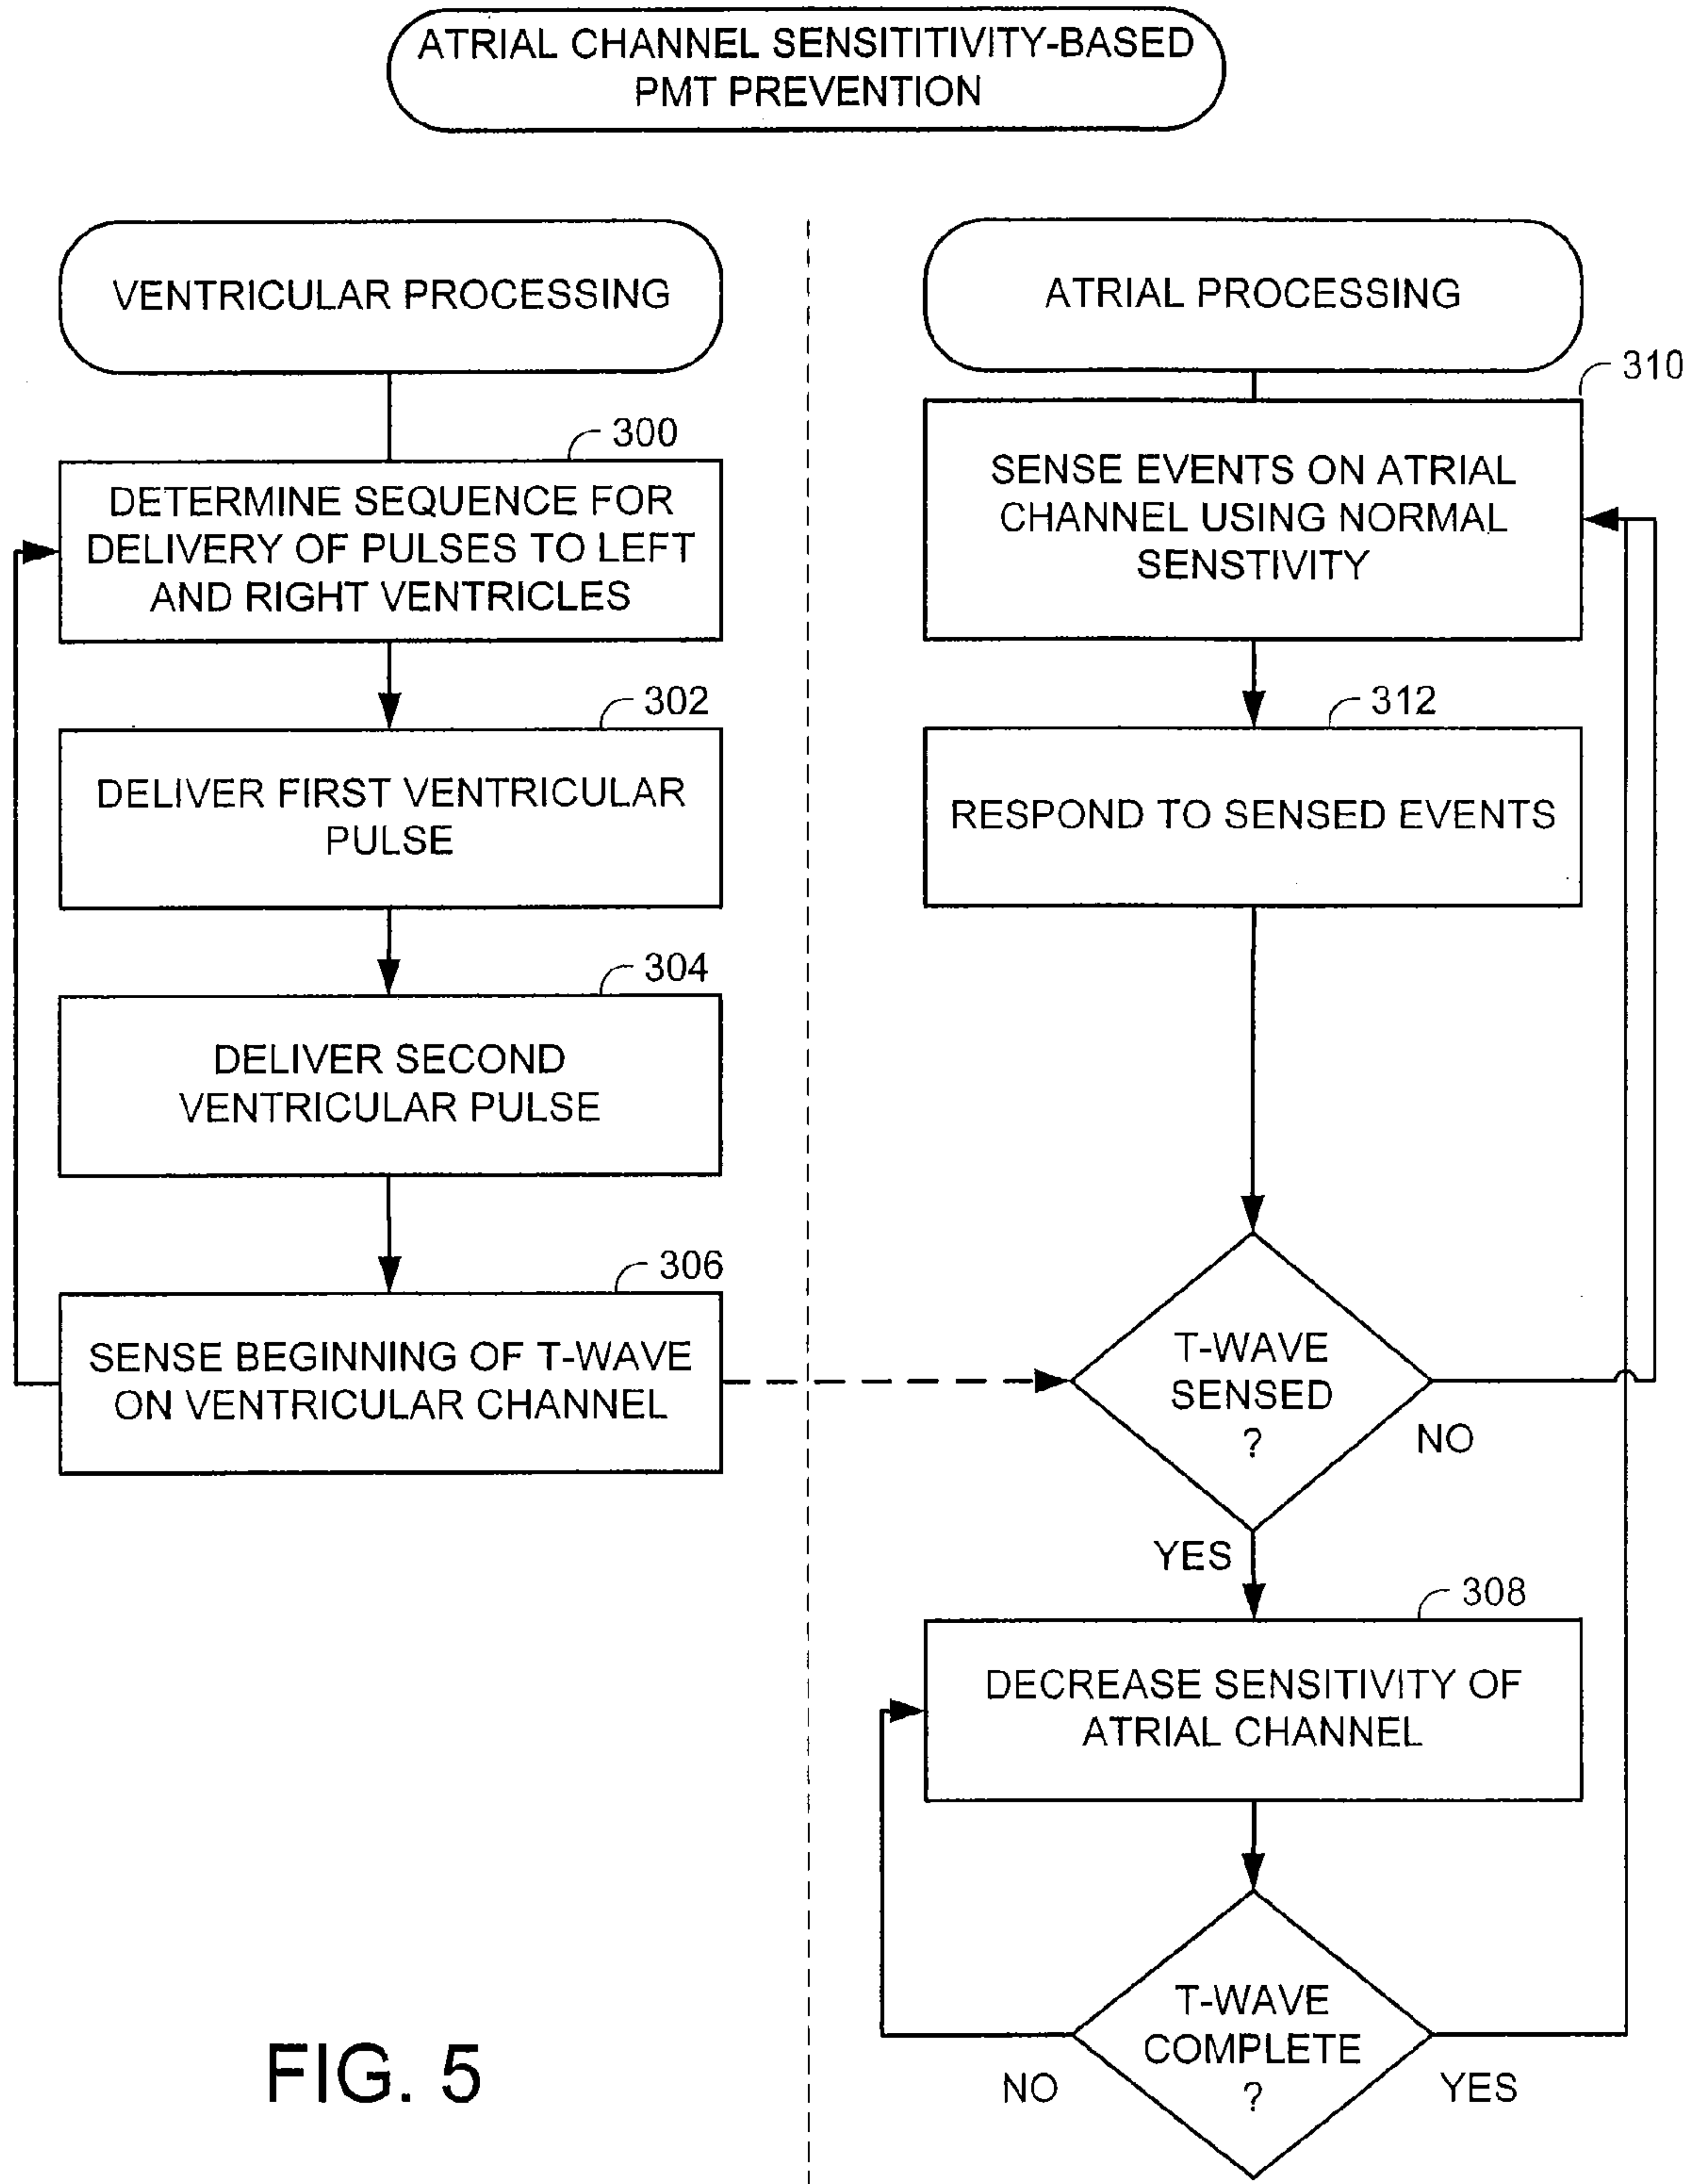 ATRIAL CHANNEL SENSITITIVITY-BASED
PMT PREVENTION
VENTRICULAR PROCESSING
300
DETERMINE SEQUENCE FOR
DELIVERY OF PULSES TO LEFT
AND RIGHT VENTRICLES
302
DELIVER FIRST VENTRICULAR
PULSE
304
DELIVER SECOND
VENTRICULAR PULSE
306
SENSE BEGINNING OF T-WAVE
ON VENTRICULAR CHANNEL
ATRIAL PROCESSING
310
SENSE EVENTS ON ATRIAL
CHANNEL USING NORMAL
SENSTIVITY
312
RESPOND TO SENSED EVENTS
T-WAVE
SENSED
?
NO
YES
308
DECREASE SENSITIVITY OF
ATRIAL CHANNEL
T-WAVE
COMPLETE
?
NO
YES
FIG. 5